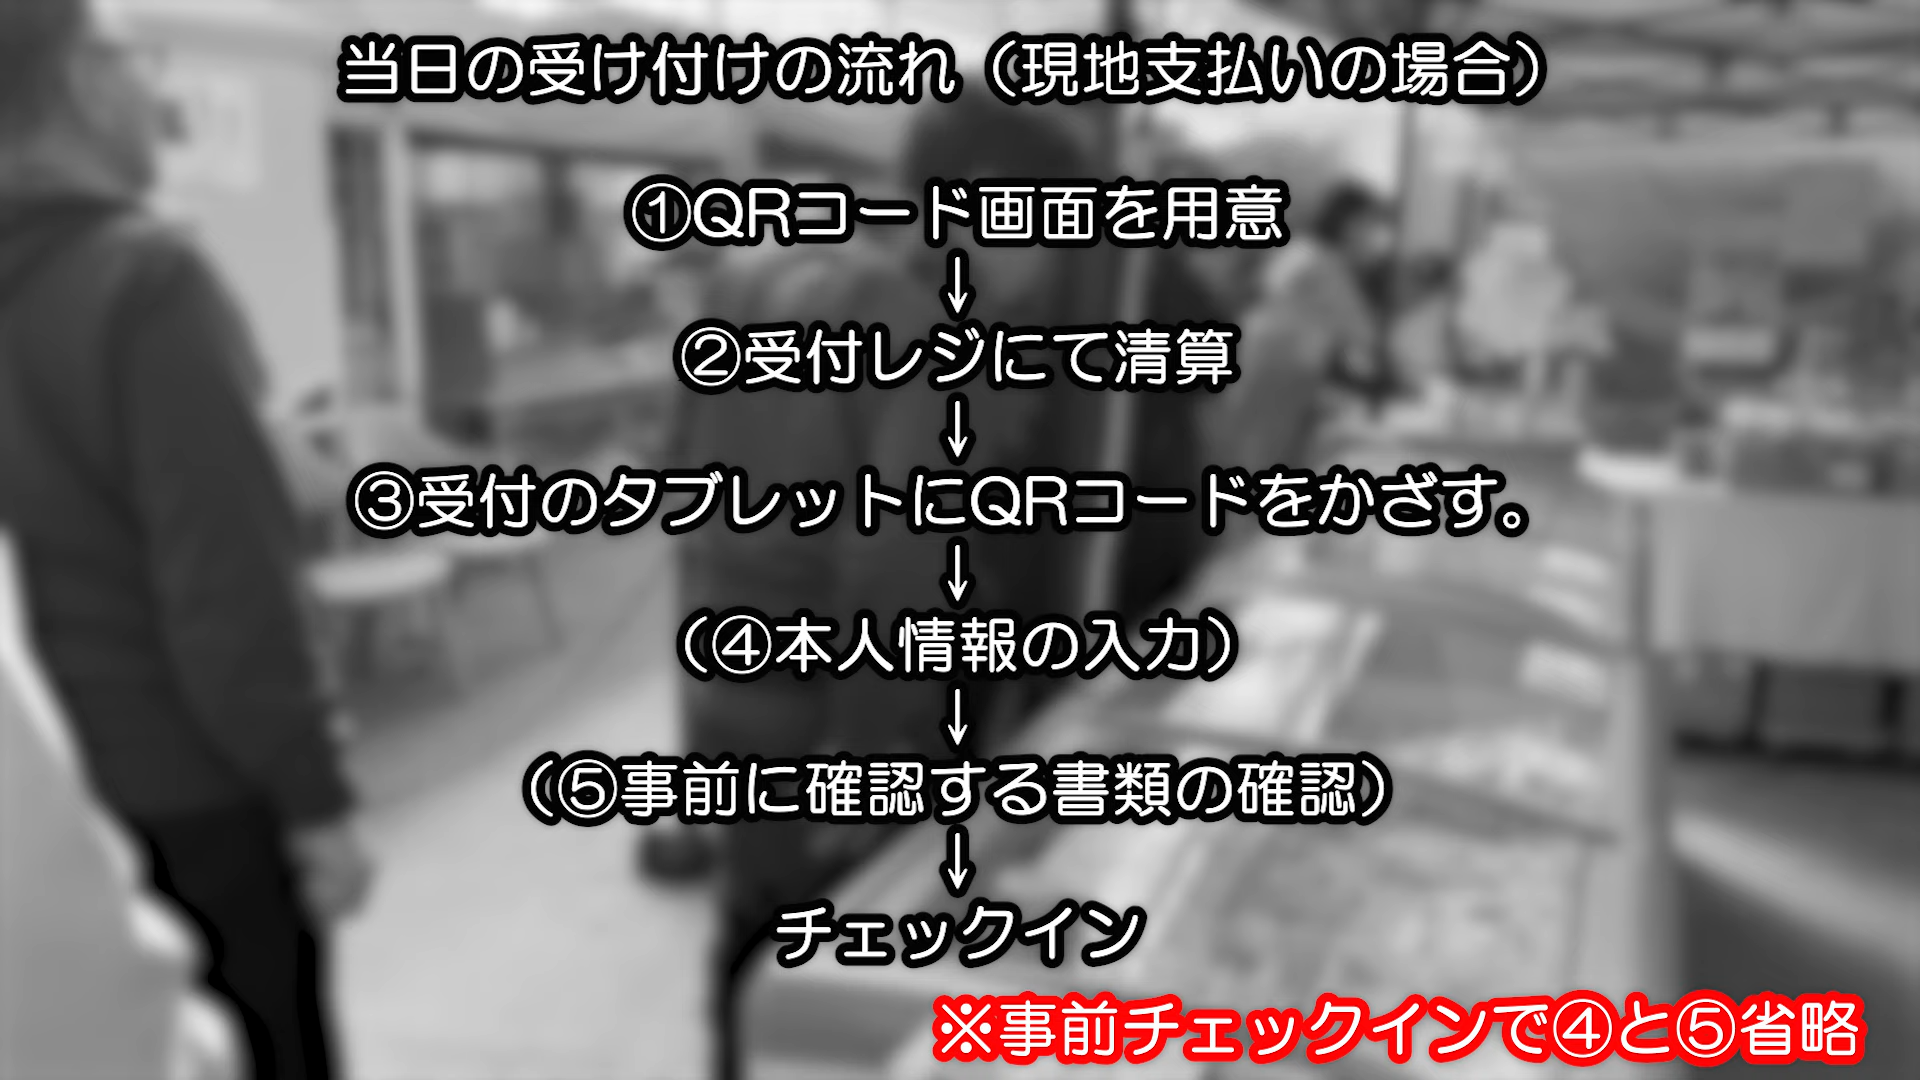 当日の受け付けの流れ（現地支払いの場合）
①QRコード画面を用意
↓
②受付レジにて清算
↓
③受付のタブレットにQRコードをかざす。
↓
（④本人情報の入力）
↓
（⑤事前に確認する書類の確認）
↓
チェックイン
※事前チェックインで④と⑤省略